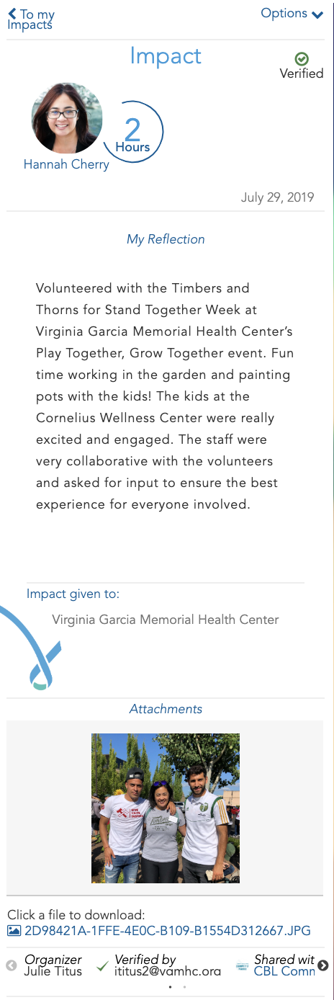 To my
Impacts
Options
Impact
Verified
2
Hours
Hannah Cherry
July 29, 2019
My Reflection
Volunteered with the Timbers and
Thorns for Stand Together Week at
Virginia Garcia Memorial Health Center’s
Play Together, Grow Together event. Fun
time working in the garden and painting
pots with the kids! The kids at the
Cornelius Wellness Center were really
excited and engaged. The staff were
very collaborative with the volunteers
and asked for input to ensure the best
experience for everyone involved.
Impact given to:
Virginia Garcia Memorial Health Center
Attachments
Timbers
Click a file to download:
2D98421A-1FFE-4E0C-B109-B1554D312667.JPG
Organizer
Julie Titus
Verified by
jtitus2@vgmhc.org
Shared wit
CBL Comm